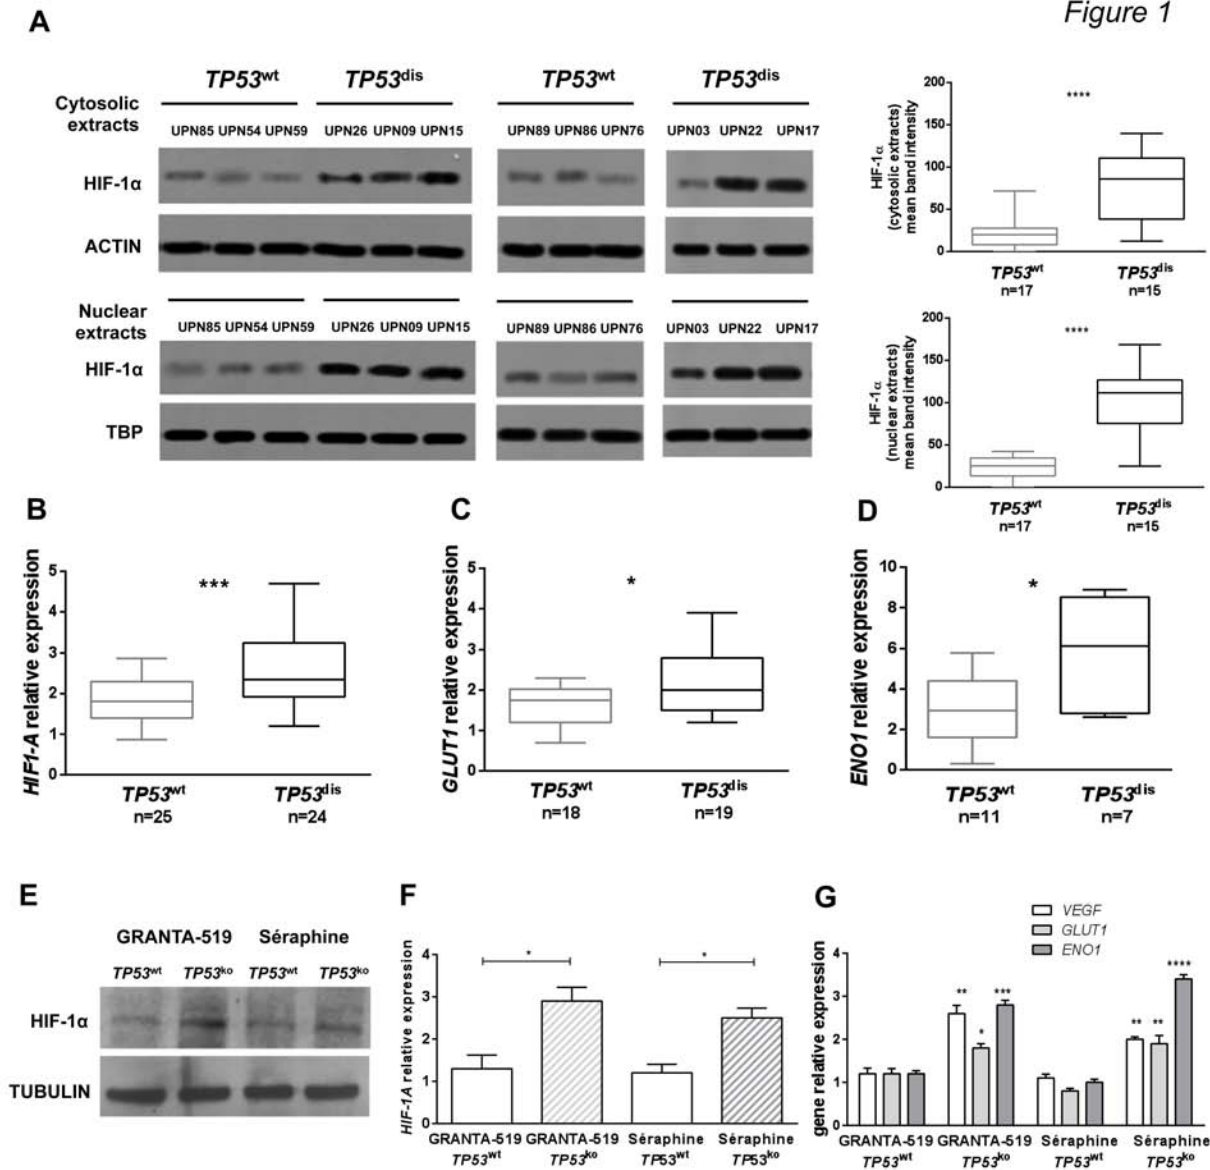 Figure 1
A
TP53wt TP53dis TP53wt TP53dis
Cytosolic
extracts
UPN85 UPN54 UPN59 UPN26 UPN09 UPN15 UPN89 UPN86 UPN76 UPN03 UPN22 UPN17
HIF-1α
ACTIN
Nuclear
extracts
UPN85 UPN54 UPN59 UPN26 UPN09 UPN15 UPN89 UPN86 UPN76 UPN03 UPN22 UPN17
HIF-1α
TBP
HIF-1α
(cytosolic extracts)
mean band intensity
200
150
100
50
0
****
TP53wt TP53dis
n=17 n=15
HIF-1α
(nuclear extracts)
mean band intensity
200
150
100
50
0
****
TP53wt TP53dis
n=17 n=15
B
HIF1-A relative expression
5
4
3
2
1
0
***
TP53wt TP53dis
n=25 n=24
C
GLUT1 relative expression
5
4
3
2
1
0
*
TP53wt TP53dis
n=18 n=19
D
ENO1 relative expression
10
8
6
4
2
0
*
TP53wt TP53dis
n=11 n=7
E
GRANTA-519 Séraphine
TP53wt TP53ko TP53wt TP53ko
HIF-1α
TUBULIN
F
HIF-1A relative expression
4
3
2
1
0
* *
GRANTA-519 GRANTA-519 Séraphine Séraphine
TP53wt TP53ko TP53wt TP53ko
G
VEGF
GLUT1
ENO1
gene relative expression
4
3
2
1
0
** * *** ** ** ****
GRANTA-519 GRANTA-519 Séraphine Séraphine
TP53wt TP53ko TP53wt TP53ko